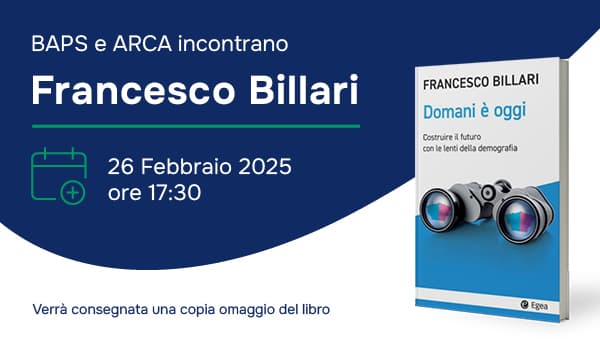 BAPS e ARCA incontrano
Francesco Billari
26 Febbraio 2025
ore 17:30
Verrà consegnata una copia omaggio del libro
FRANCESCO BILLARI
Domani è oggi
Costruire il futuro
con le lenti della demografia
e Egea